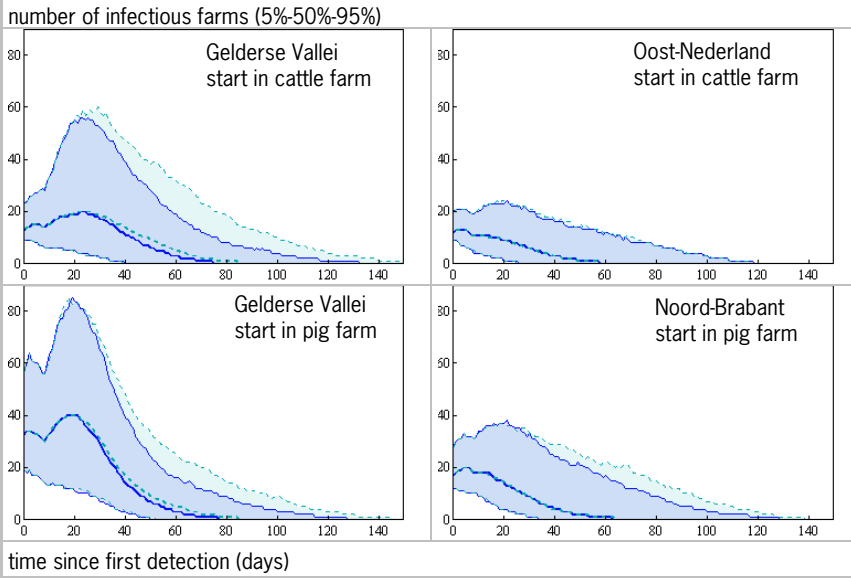 number of infectious farms (5%-50%-95%)
80
60
40
20
0
Gelderse Vallei
start in cattle farm
0 20 40 60 80 100 120 140
80
60
40
20
0
Oost-Nederland
start in cattle farm
0 20 40 60 80 100 120 140
80
60
40
20
0
Gelderse Vallei
start in pig farm
0 20 40 60 80 100 120 140
80
60
40
20
0
Noord-Brabant
start in pig farm
0 20 40 60 80 100 120 140
time since first detection (days)